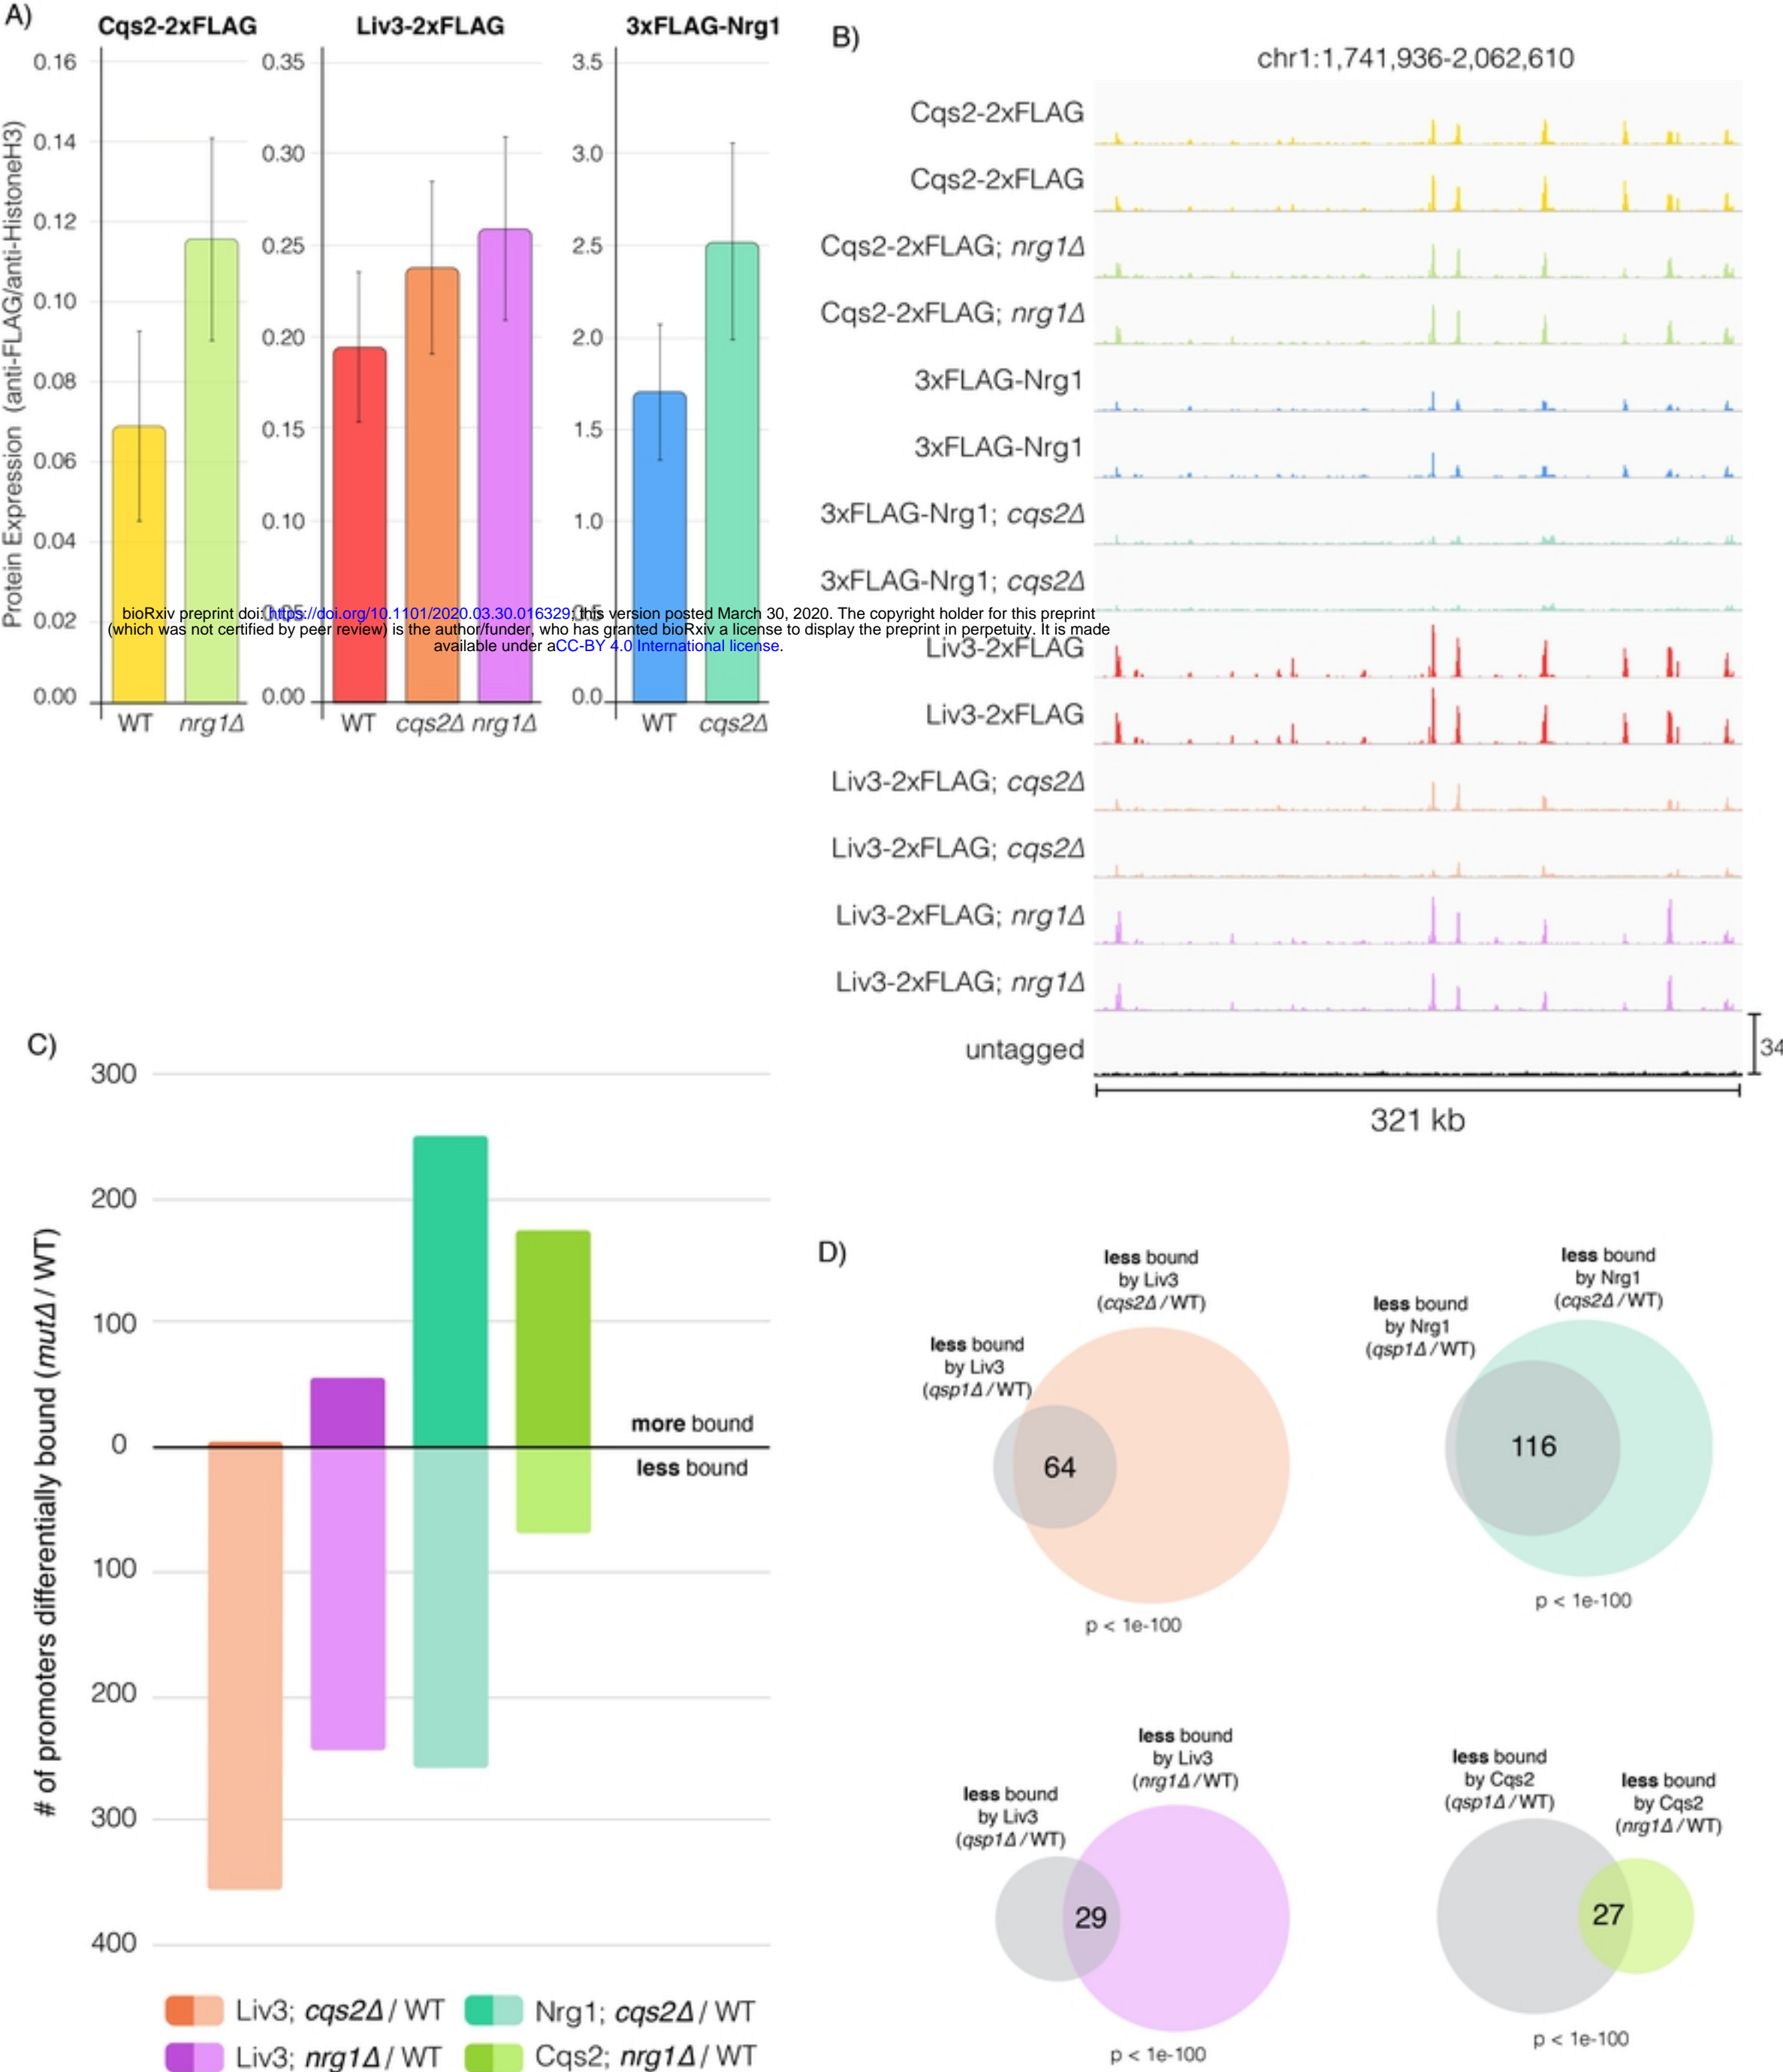 A)
Cqs2-2xFLAG
Liv3-2xFLAG
3xFLAG-Nrg1
Protein Expression (anti-FLAG/anti-HistoneH3)
0.16
0.14
0.12
0.10
0.08
0.06
0.04
0.02
0.00
WT nrg1Δ
0.35
0.30
0.25
0.20
0.15
0.10
0.05
0.00
WT cqs2Δ nrg1Δ
3.5
3.0
2.5
2.0
1.5
1.0
0.5
0.0
WT cqs2Δ
bioRxiv preprint doi: https://doi.org/10.1101/2020.03.30.016329; this version posted March 30, 2020. The copyright holder for this preprint
(which was not certified by peer review) is the author/funder, who has granted bioRxiv a license to display the preprint in perpetuity. It is made
available under aCC-BY 4.0 International license.
B)
chr1:1,741,936-2,062,610
Cqs2-2xFLAG
Cqs2-2xFLAG
Cqs2-2xFLAG; nrg1Δ
Cqs2-2xFLAG; nrg1Δ
3xFLAG-Nrg1
3xFLAG-Nrg1
3xFLAG-Nrg1; cqs2Δ
3xFLAG-Nrg1; cqs2Δ
Liv3-2xFLAG
Liv3-2xFLAG
Liv3-2xFLAG; cqs2Δ
Liv3-2xFLAG; cqs2Δ
Liv3-2xFLAG; nrg1Δ
Liv3-2xFLAG; nrg1Δ
untagged
34
321 kb
C)
# of promoters differentially bound (mutΔ / WT)
300
200
100
0
100
200
300
400
more bound
less bound
Liv3; cqs2Δ / WT
Nrg1; cqs2Δ / WT
Liv3; nrg1Δ / WT
Cqs2; nrg1Δ / WT
D)
less bound
by Liv3
(qsp1Δ / WT)
less bound
by Liv3
(cqs2Δ / WT)
64
p < 1e-100
less bound
by Nrg1
(qsp1Δ / WT)
less bound
by Nrg1
(cqs2Δ / WT)
116
p < 1e-100
less bound
by Liv3
(qsp1Δ / WT)
less bound
by Liv3
(nrg1Δ / WT)
29
p < 1e-100
less bound
by Cqs2
(qsp1Δ / WT)
less bound
by Cqs2
(nrg1Δ / WT)
27
p < 1e-100